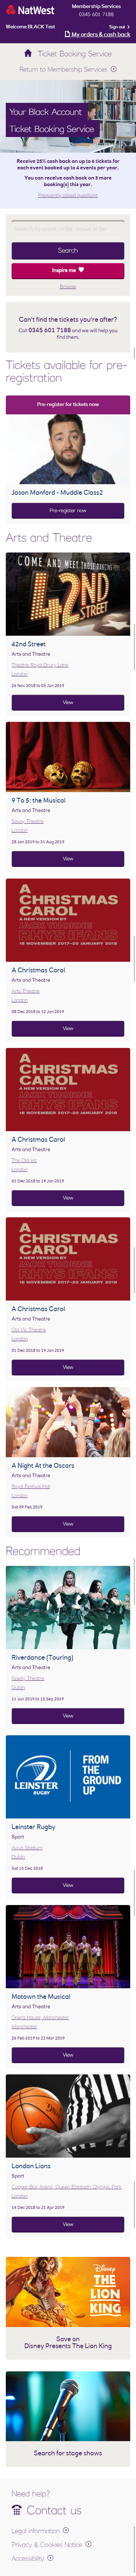 NatWest
Membership Services
0345 601 7188
Welcome BLACK Test
Sign out
My orders & cash back
Ticket Booking Service
Return to Membership Services
Your Black Account
Ticket Booking Service
Receive 25% cash back on up to 6 tickets for
each event booked up to 4 events per year.
You can receive cash back on 3 more
booking(s) this year.
Frequently asked questions
Search by event, artist, venue or tier
Search
Inspire me
Browse
Can't find the tickets you're after?
Call 0345 601 7188 and we will help you
find them.
Tickets available for pre-
registration
Pre-register for tickets now
Jason Manford - Muddle Class2
Pre-register now
Arts and Theatre
COME AND MEET THOSE DANCING FEET
42ND STREET
42nd Street
Arts and Theatre
Theatre Royal Drury Lane
London
26 Nov 2018 to 05 Jan 2019
View
9 To 5: the Musical
Arts and Theatre
Savoy Theatre
London
28 Jan 2019 to 31 Aug 2019
View
A CHRISTMAS
CAROL
A NEW VERSION BY
JACK THORNE
RHYS IFANS
18 NOVEMBER 2017–20 JANUARY 2018
A Christmas Carol
Arts and Theatre
Arts Theatre
London
08 Dec 2018 to 12 Jan 2019
View
A CHRISTMAS
CAROL
A NEW VERSION BY
JACK THORNE
RHYS IFANS
18 NOVEMBER 2017–20 JANUARY 2018
A Christmas Carol
Arts and Theatre
The Old Vic
London
01 Dec 2018 to 19 Jan 2019
View
A CHRISTMAS
CAROL
A NEW VERSION BY
JACK THORNE
RHYS IFANS
18 NOVEMBER 2017–20 JANUARY 2018
A Christmas Carol
Arts and Theatre
Old Vic Theatre
London
01 Dec 2018 to 19 Jan 2019
View
A Night At the Oscars
Arts and Theatre
Royal Festival Hall
London
Sat 09 Feb 2019
View
Recommended
Riverdance (Touring)
Arts and Theatre
Gaiety Theatre
Dublin
11 Jun 2019 to 15 Sep 2019
View
LEINSTER
RUGBY
FROM THE
GROUND
UP
Leinster Rugby
Sport
Aviva Stadium
Dublin
Sat 15 Dec 2018
View
Motown the Musical
Arts and Theatre
Opera House, Manchester
Manchester
26 Feb 2019 to 23 Mar 2019
View
London Lions
Sport
Copper Box Arena, Queen Elizabeth Olympic Park
London
14 Dec 2018 to 21 Apr 2019
View
Disney
THE
LION
KING
Save on
Disney Presents The Lion King
Search for stage shows
Need help?
Contact us
Legal information
Privacy & Cookies Notice
Accessibility